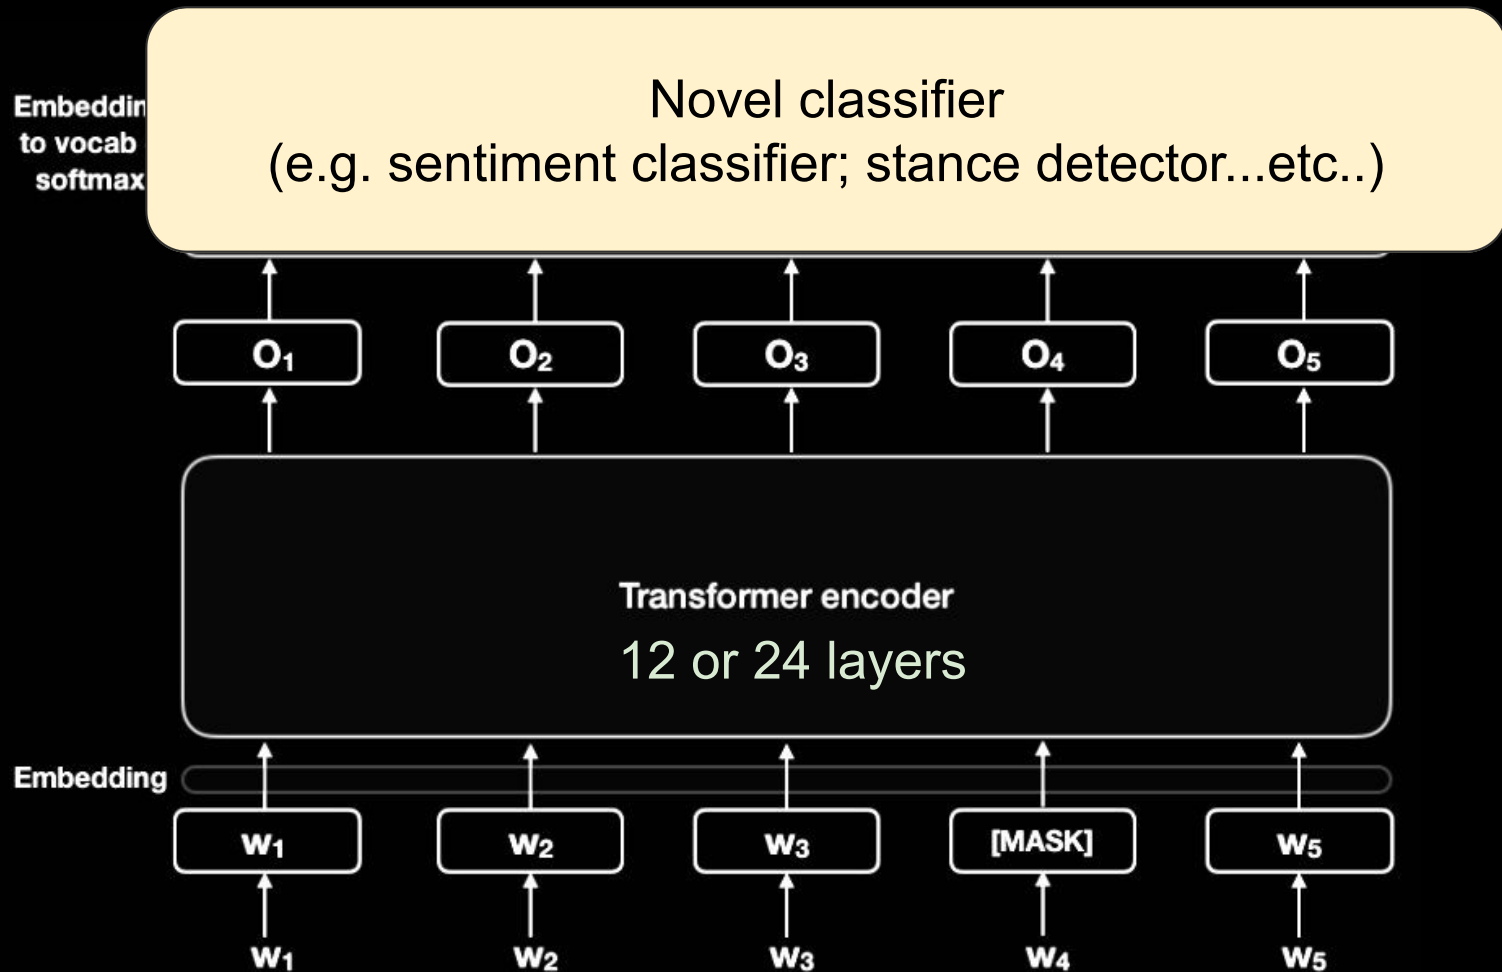 Novel classifier
(e.g. sentiment classifier; stance detector...etc..)
to vocab
softmax
O₁ O₂ O₃ O₄ O₅
Transformer encoder
12 or 24 layers
Embedding
w₁ w₂ w₃ [MASK] w₅
w₁ w₂ w₃ w₄ w₅